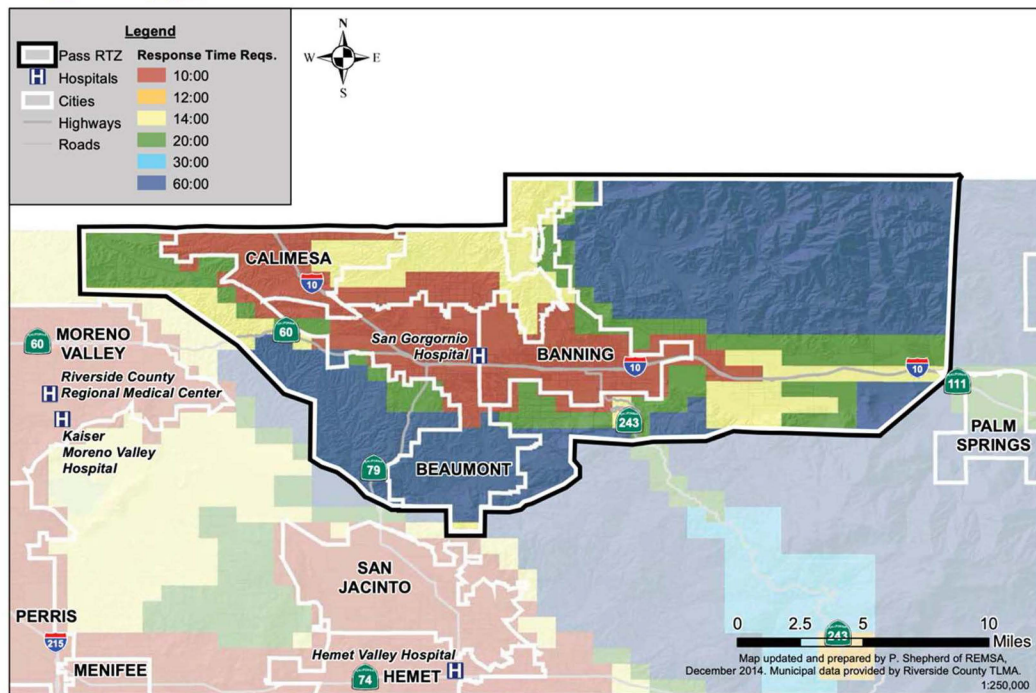 Legend
Pass RTZ
Hospitals
Cities
Highways
Roads
Response Time Reqs.
10:00
12:00
14:00
20:00
30:00
60:00
N
W
E
S
CALIMESA
10
60
MORENO
VALLEY
60
Riverside County
Regional Medical Center
Kaiser
Moreno Valley
Hospital
San Gorgornio
Hospital
BANNING
10
10
111
243
PALM
SPRINGS
79
BEAUMONT
SAN
JACINTO
PERRIS
215
MENIFEE
Hemet Valley Hospital
74
HEMET
0 2.5 5 10
Miles
243
Map updated and prepared by P. Shepherd of REMSA,
December 2014. Municipal data provided by Riverside County TLMA.
1:250,000